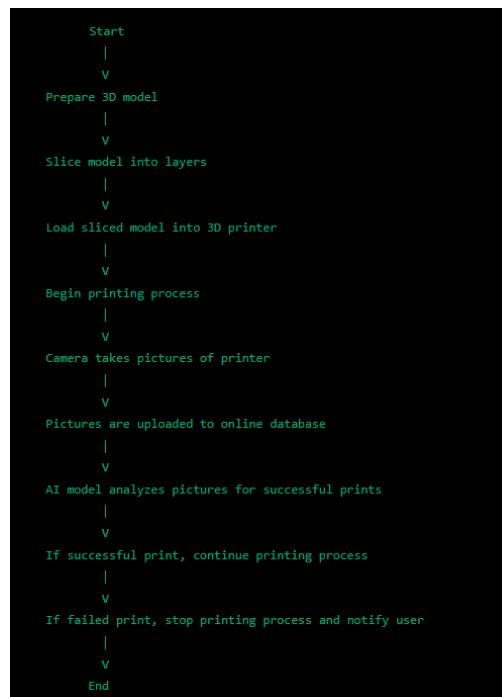 Start
|
V
Prepare 3D model
|
V
Slice model into layers
|
V
Load sliced model into 3D printer
|
V
Begin printing process
|
V
Camera takes pictures of printer
|
V
Pictures are uploaded to online database
|
V
AI model analyzes pictures for successful prints
|
V
If successful print, continue printing process
|
V
If failed print, stop printing process and notify user
|
V
End